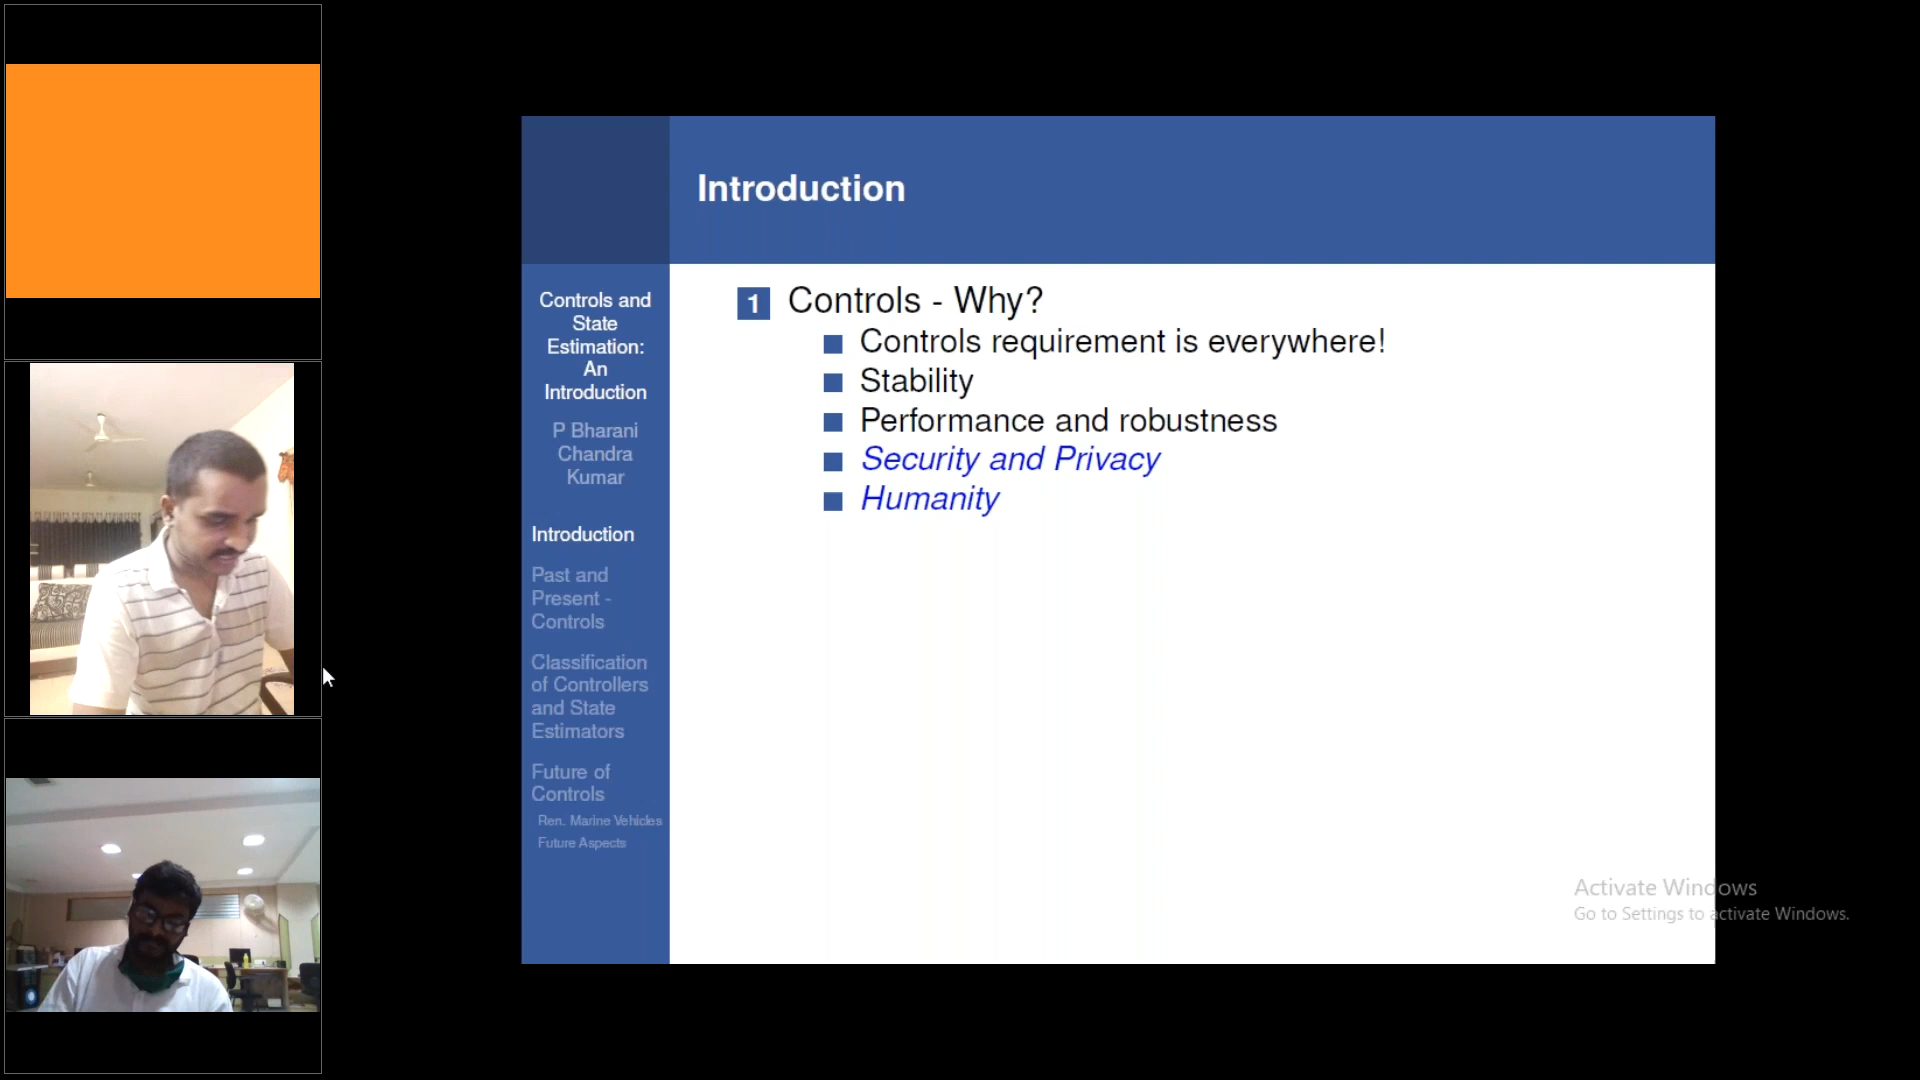 Introduction
Controls and
State
Estimation:
An
Introduction
P Bharani
Chandra
Kumar
Introduction
Past and
Present -
Controls
Classification
of Controllers
and State
Estimators
Future of
Controls
Ren. Marine Vehicles
Future Aspects
1 Controls - Why?
Controls requirement is everywhere!
Stability
Performance and robustness
Security and Privacy
Humanity
Activate Windows
Go to Settings to activate Windows.